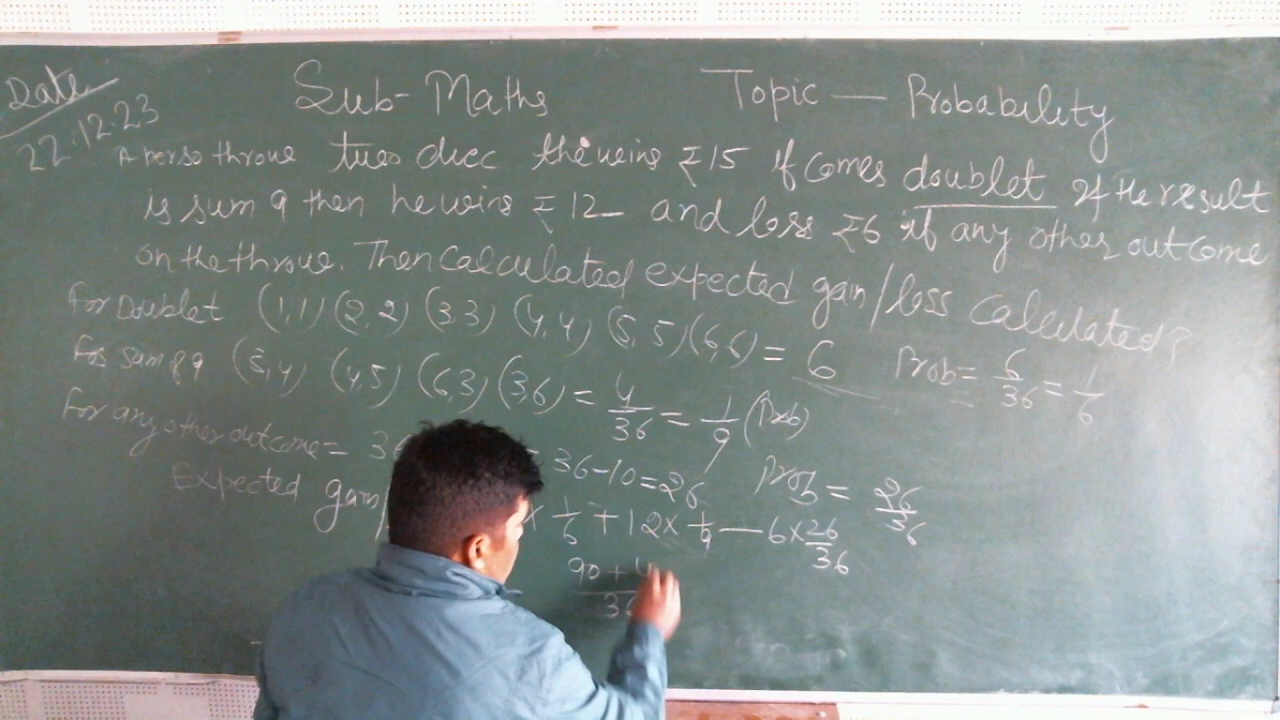 Date
22.12.23
Sub- Maths
Topic — Probability
A perso throue two dice wins ₹15 if comes doublet If the result
is sum 9 then he wins ₹12 and loss ₹6 if any other outcome
on the throue. Then calculated expected gain/loss calculated?
for Doublet (1,1) (2,2) (3,3) (4,4) (5,5) (6,6) = 6 Prob = 6/36 = 1/6
for sum of 9 (5,4) (4,5) (6,3) (3,6) = 4/36 = 1/9 (Prob)
for any other outcome = 36 = 36-10 = 26 Prob = 26/36
Expected gain/ × 1/6 + 12 × 1/9 — 6 × 26/36
90 + 4 / 36